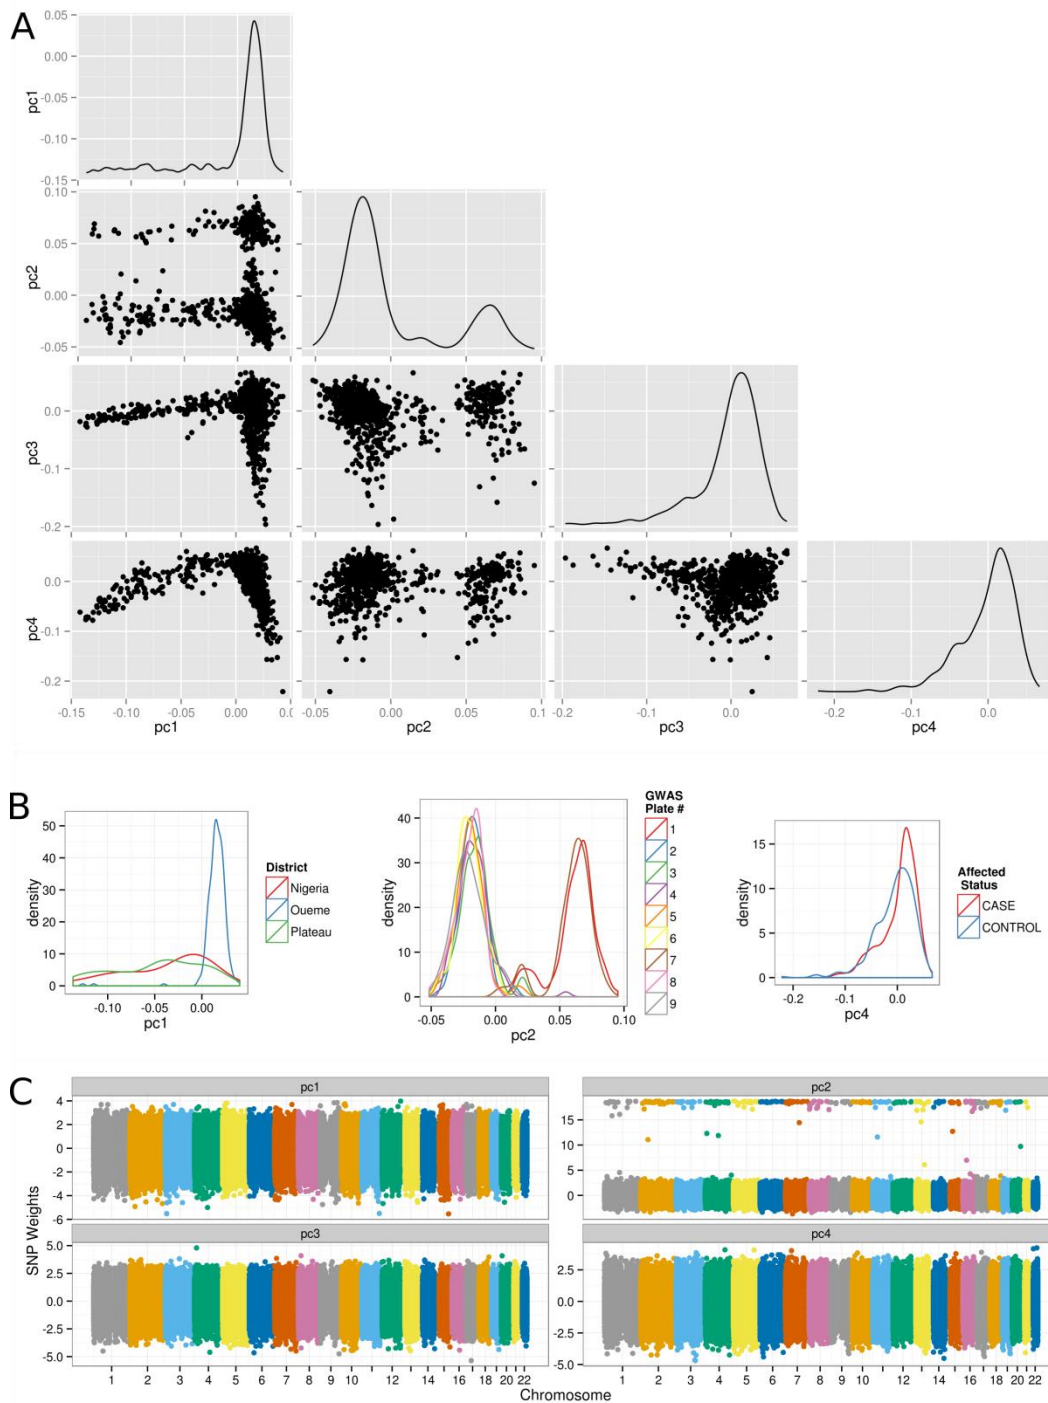 A
0.05
0.00
-0.05
-0.10
-0.15
pc1
0.10
0.05
0.00
-0.05
pc2
0.0
-0.1
-0.2
pc3
0.0
-0.1
-0.2
pc4
-0.15 -0.10 -0.05 0.00
-0.05 0.00 0.05 0.1
-0.2 -0.1 0.0
-0.1 0.0
pc1 pc2 pc3 pc4
B
50
40
30
20
10
0
density
-0.10 -0.05 0.00
pc1
District
Nigeria
Oueme
Plateau
40
30
20
10
0
density
-0.05 0.00 0.05 0.10
pc2
GWAS
Plate #
1
2
3
4
5
6
7
8
9
15
10
5
0
density
-0.2 -0.1 0.0
pc4
Affected
Status
CASE
CONTROL
C
pc1
4
2
0
-2
-4
-6
pc2
15
10
5
0
SNP Weights
pc3
5.0
2.5
0.0
-2.5
-5.0
1 2 3 4 5 6 7 8 9 10 12 14 16 18 20 22
pc4
2.5
0.0
-2.5
-5.0
1 2 3 4 5 6 7 8 9 10 12 14 16 18 20 22
Chromosome